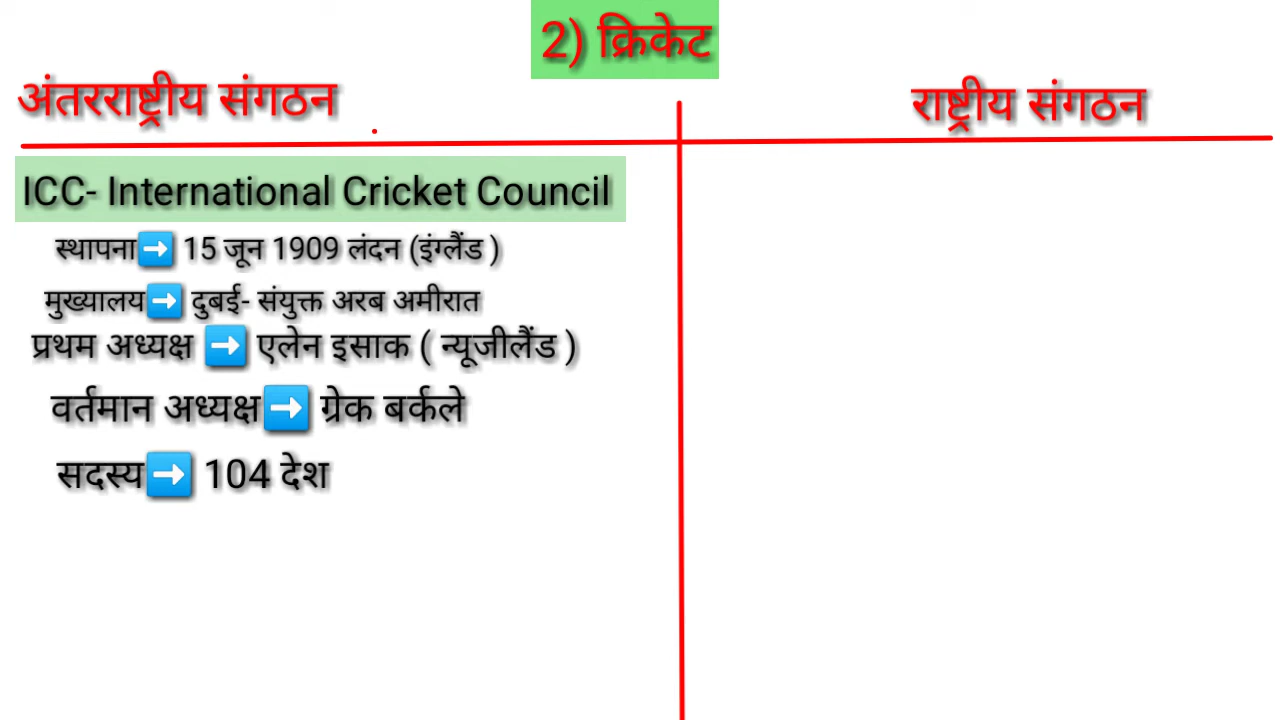 2) क्रिकेट
अंतरराष्ट्रीय संगठन
राष्ट्रीय संगठन
ICC- International Cricket Council
स्थापना➡️ 15 जून 1909 लंदन (इंग्लैंड )
मुख्यालय➡️ दुबई- संयुक्त अरब अमीरात
प्रथम अध्यक्ष ➡️ एलेन इसाक ( न्यूजीलैंड )
वर्तमान अध्यक्ष➡️ ग्रेक बर्कले
सदस्य➡️ 104 देश